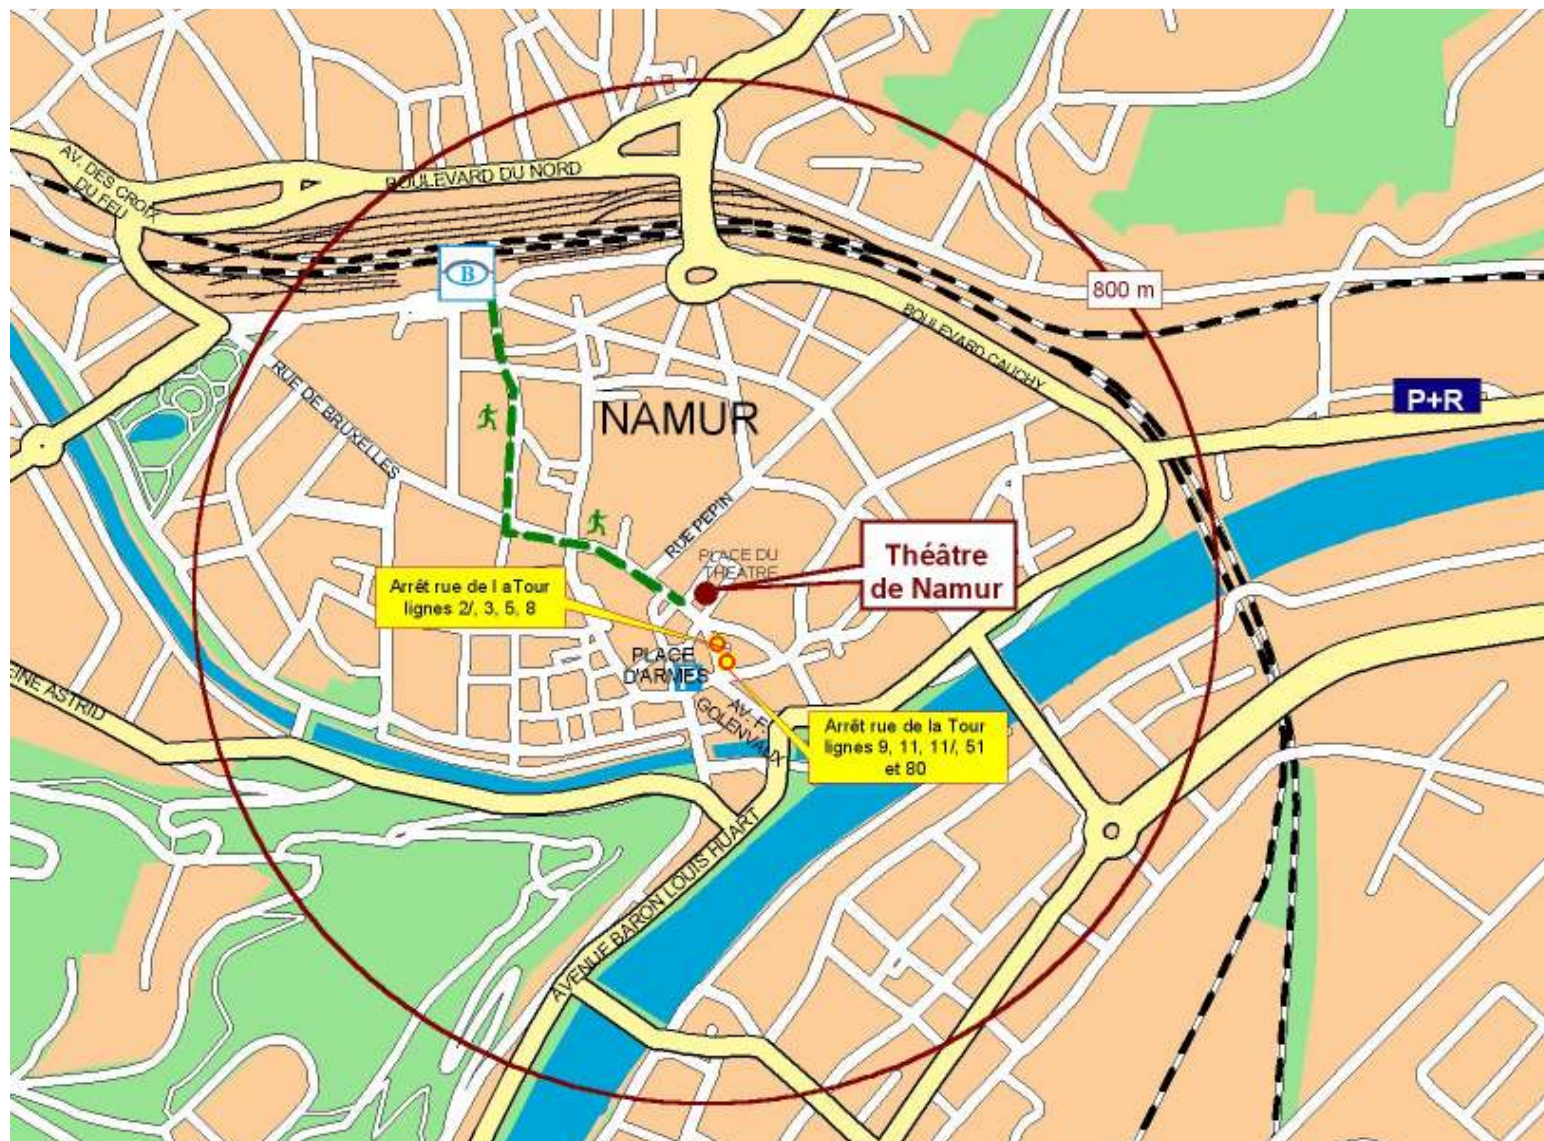 AV. DES CROIX
DU FEU
BOULEVARD DU NORD
B
800 m
BOULEVARD CAUCHY
RUE DE BRUXELLES
NAMUR
P+R
RUE PEPIN
PLACE DU
THEATRE
Théâtre
de Namur
Arrêt rue de l aTour
lignes 2/, 3, 5, 8
PLACE
D'ARMES
P
EINE ASTRID
AV. F.
GOLENVAUX
Arrêt rue de la Tour
lignes 9, 11, 11/, 51
et 80
AVENUE BARON LOUIS HUART